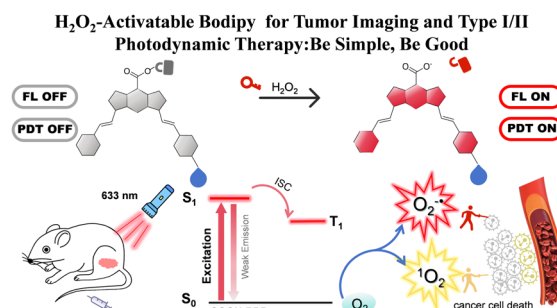 H₂O₂-Activatable Bodipy for Tumor Imaging and Type I/II
Photodynamic Therapy:Be Simple, Be Good
FL OFF
PDT OFF
O
O
H₂O₂
O
O⁻
FL ON
PDT ON
633 nm
S₁
ISC
T₁
Excitation
Weak Emission
S₀
O₂⁻•
¹O₂
O₂
cancer cell death